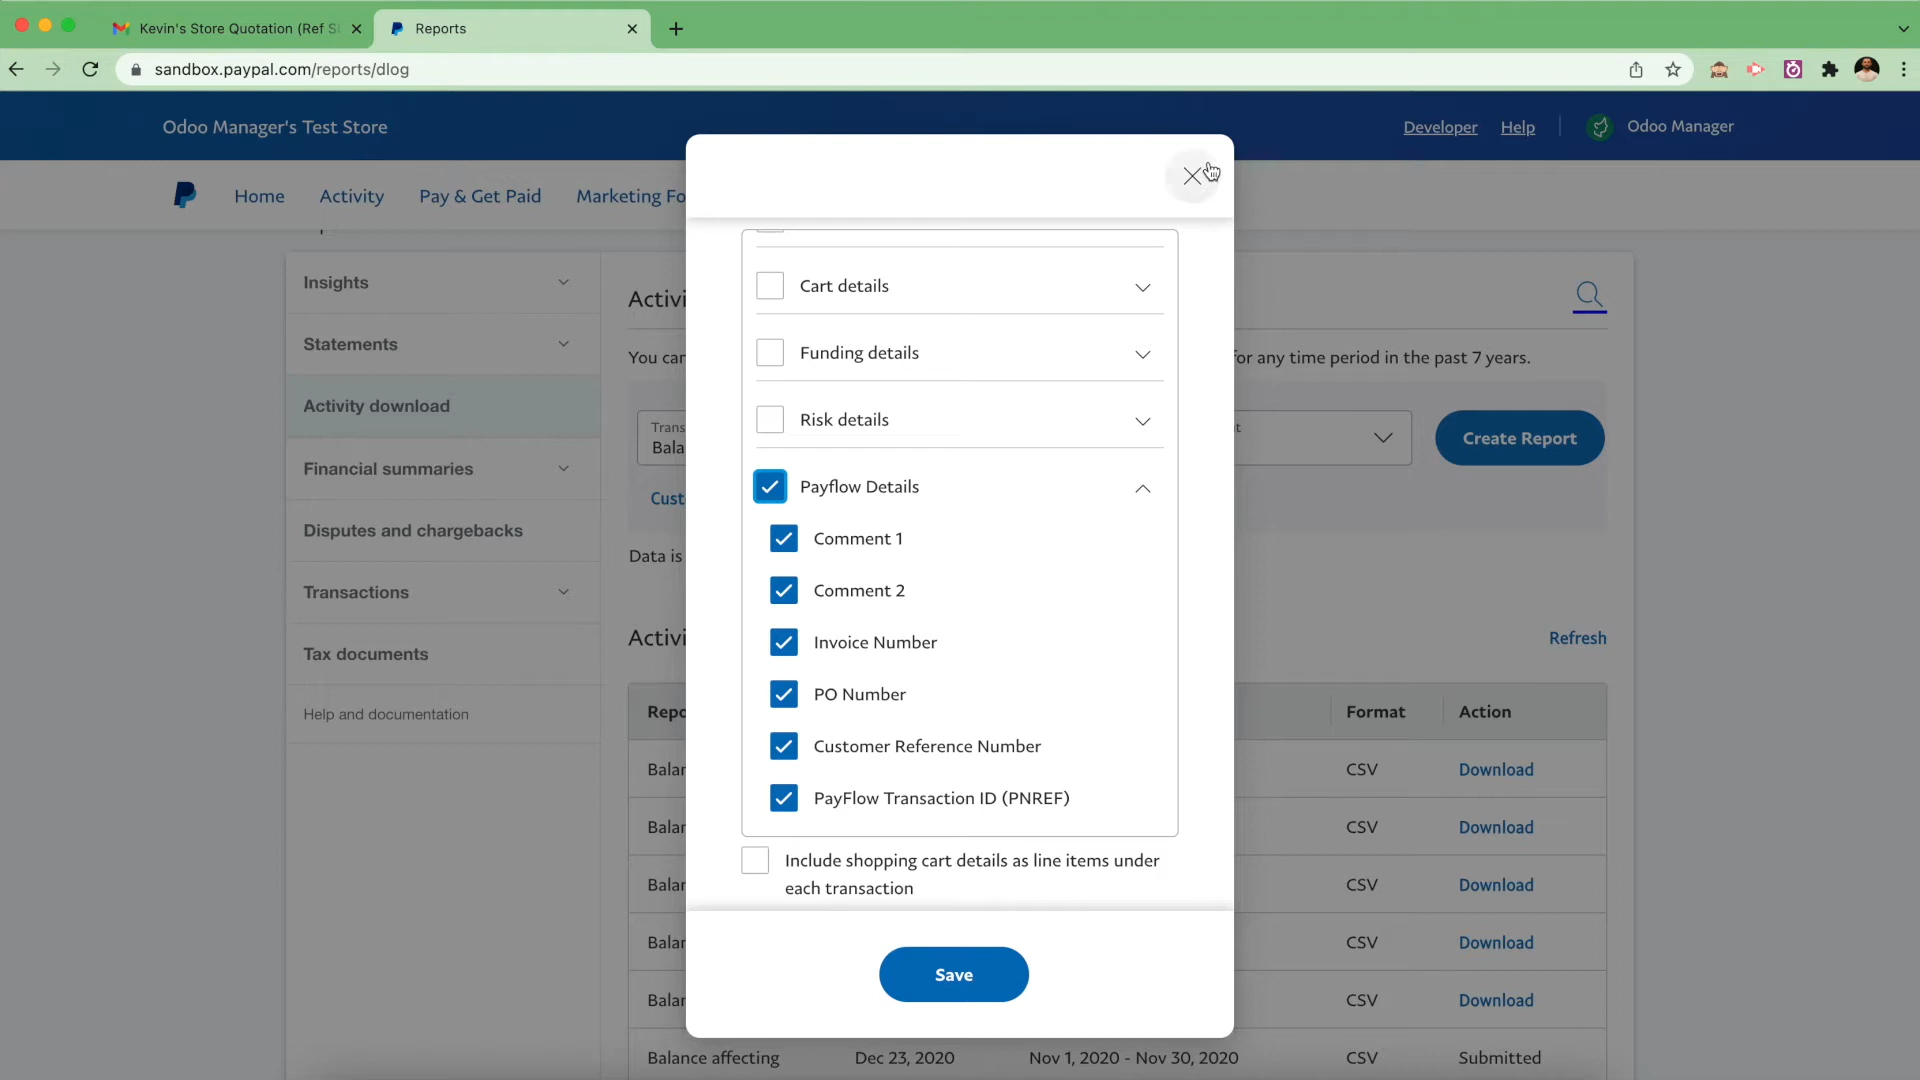 Kevin's Store Quotation (Ref S
Reports
sandbox.paypal.com/reports/dlog
Odoo Manager's Test Store
Developer
Help
Odoo Manager
Home
Activity
Pay & Get Paid
Marketing Fo
Insights
Statements
Activity download
Financial summaries
Disputes and chargebacks
Transactions
Tax documents
Help and documentation
Activi
You can
for any time period in the past 7 years.
Trans
Bala
t
Create Report
Cust
Data is
Activi
Refresh
Repo
Format
Action
Balan
CSV
Download
Balan
CSV
Download
Balan
CSV
Download
Balan
CSV
Download
Balan
CSV
Download
Balance affecting
Dec 23, 2020
Nov 1, 2020 - Nov 30, 2020
CSV
Submitted
Cart details
Funding details
Risk details
Payflow Details
Comment 1
Comment 2
Invoice Number
PO Number
Customer Reference Number
PayFlow Transaction ID (PNREF)
Include shopping cart details as line items under
each transaction
Save